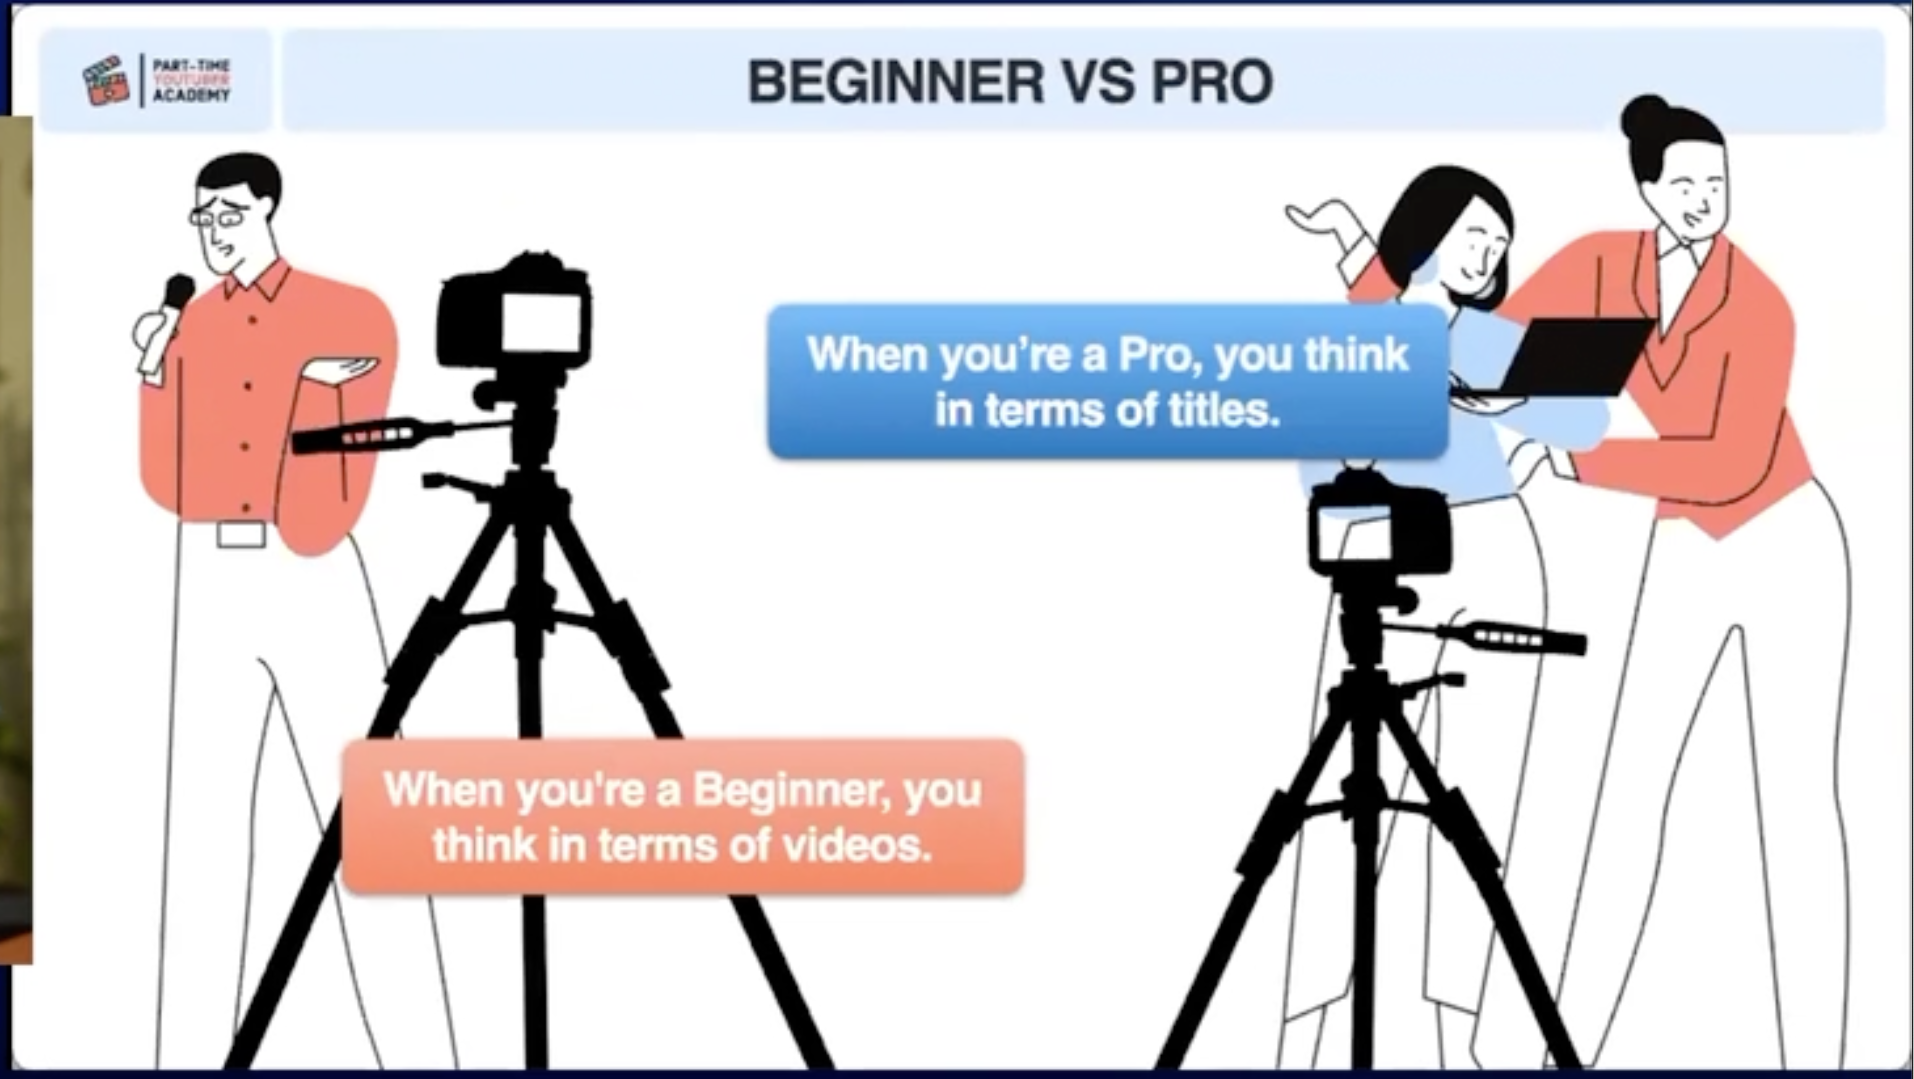 PART-TIME
YOUTUBER
ACADEMY
BEGINNER VS PRO
When you’re a Pro, you think
in terms of titles.
When you're a Beginner, you
think in terms of videos.